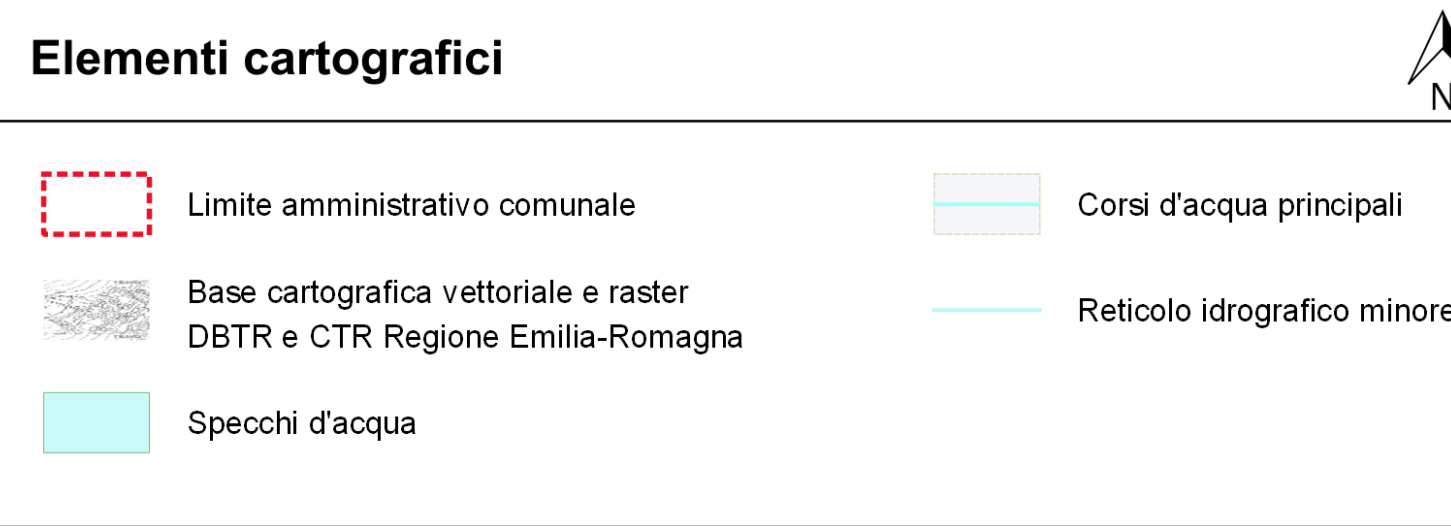 Elementi cartografici
N
Limite amministrativo comunale
Base cartografica vettoriale e raster
DBTR e CTR Regione Emilia-Romagna
Specchi d'acqua
Corsi d'acqua principali
Reticolo idrografico minore